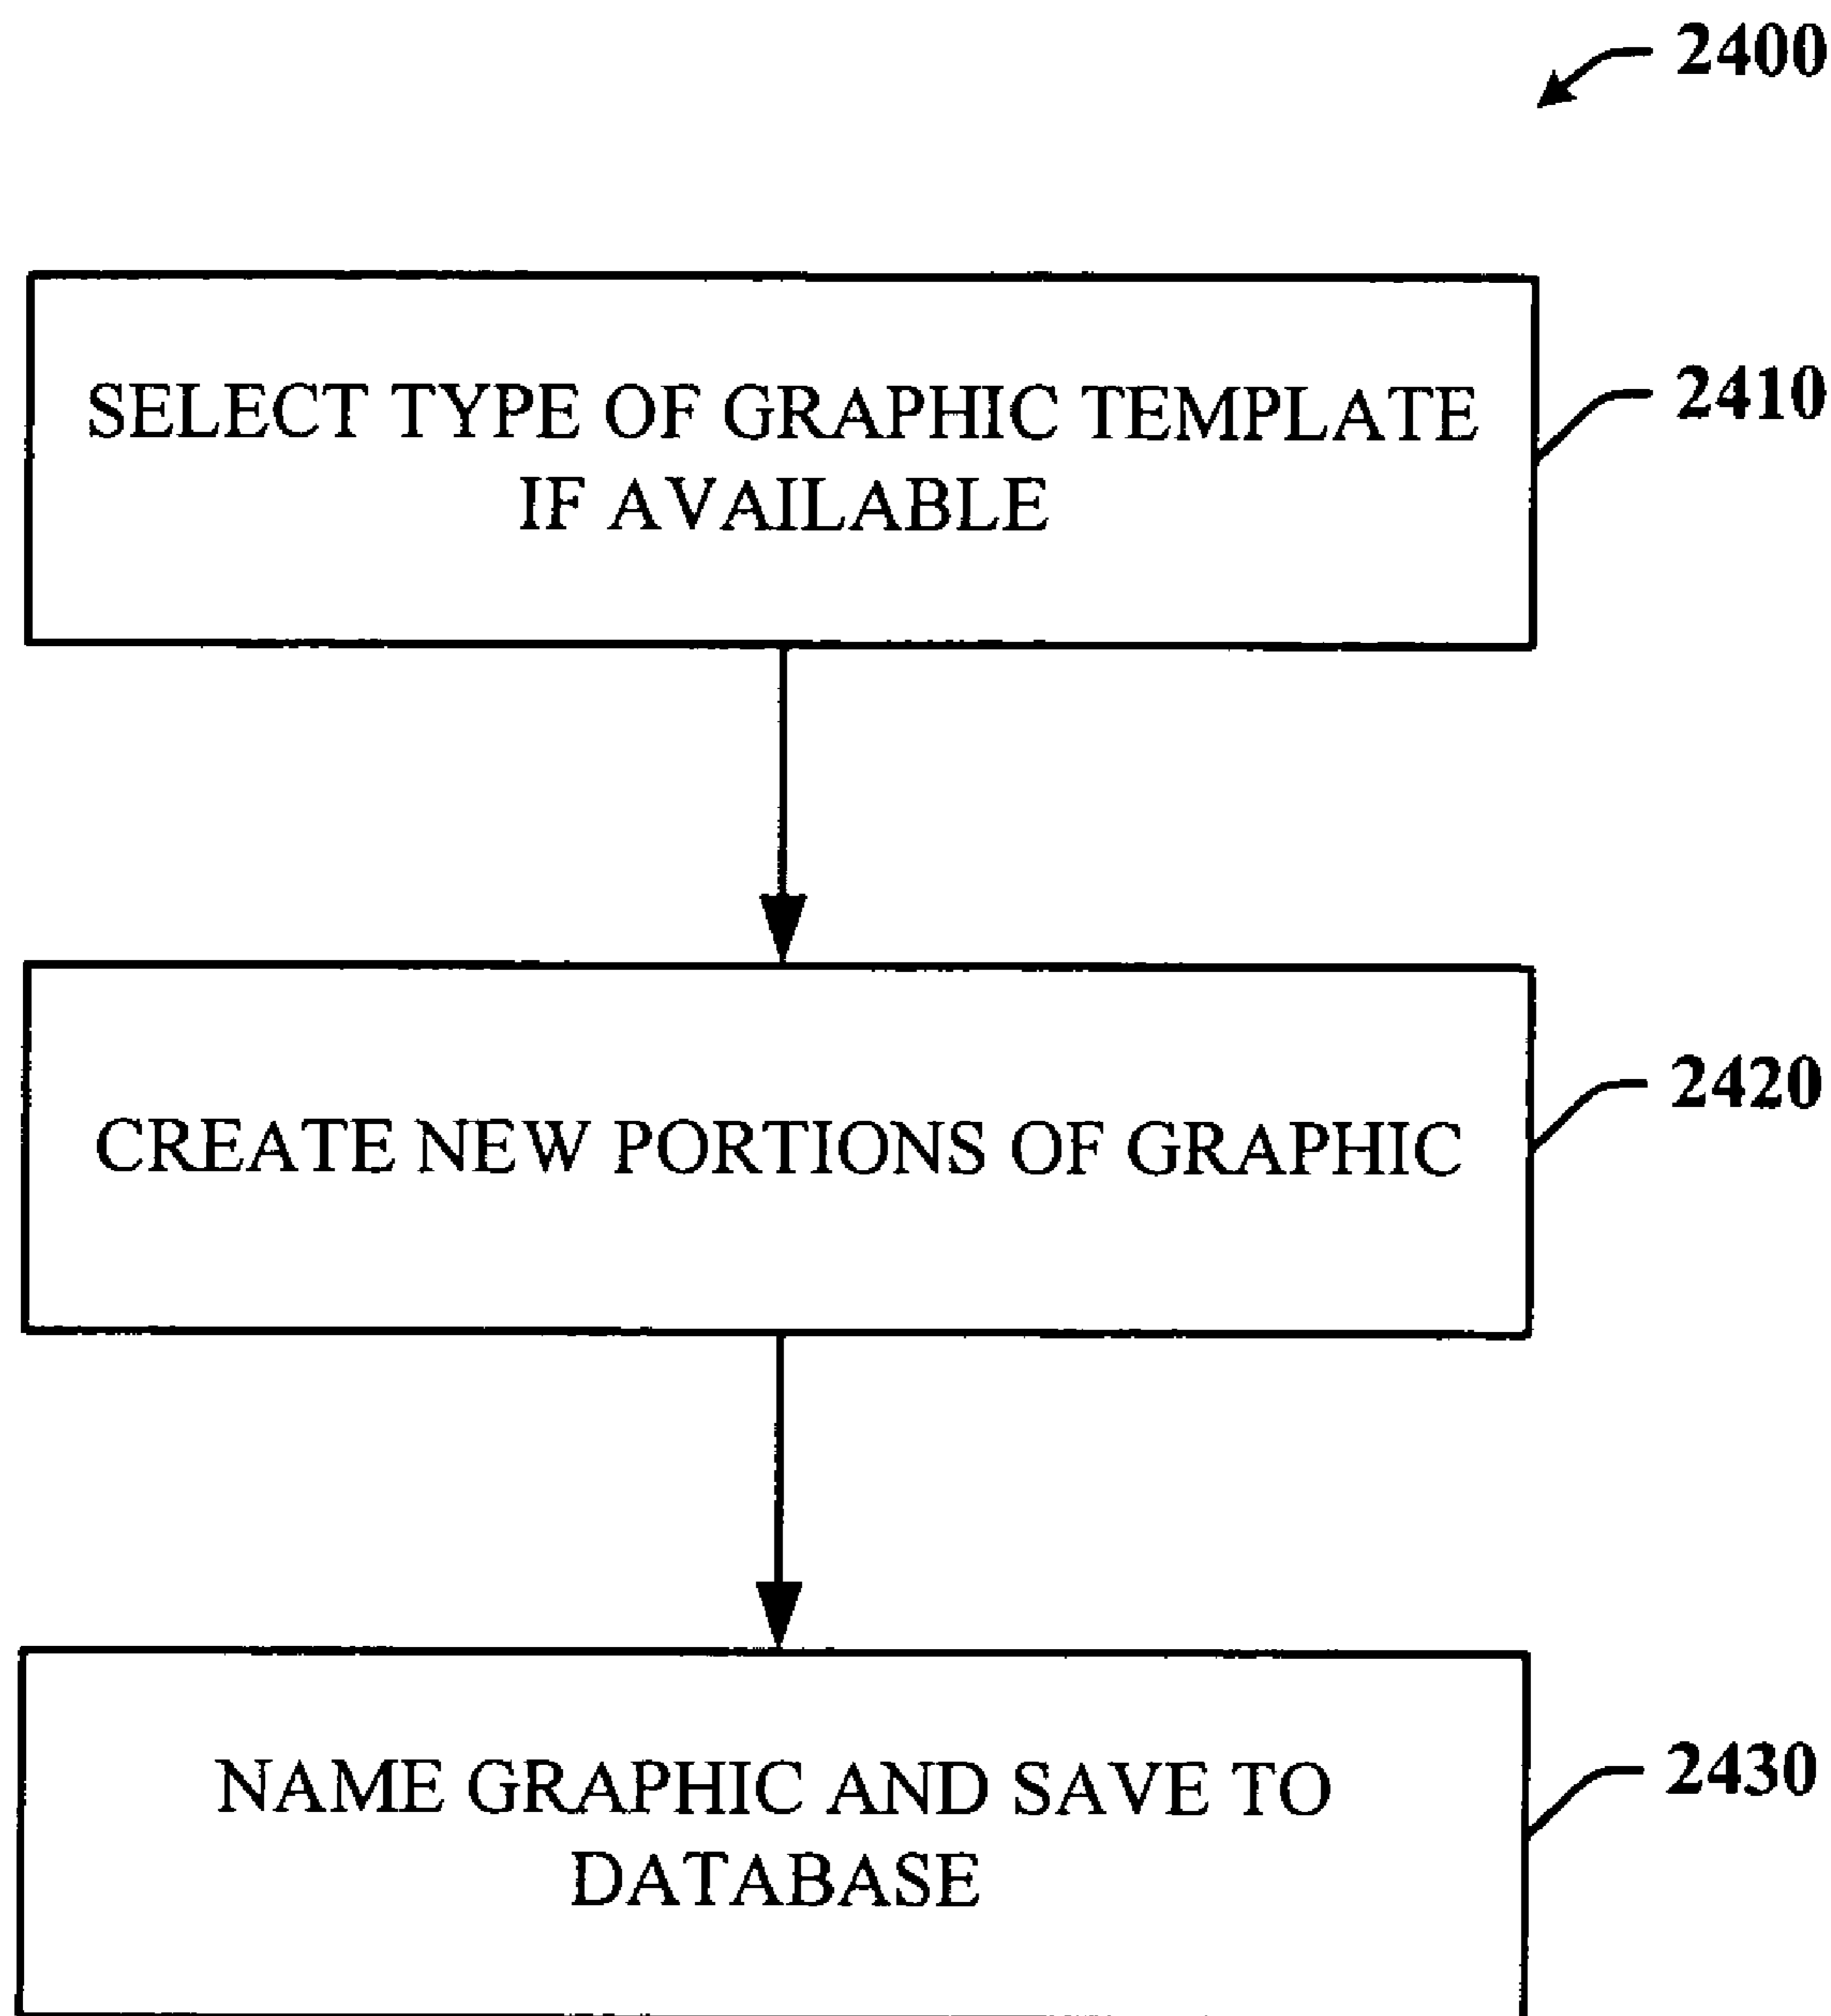 2400
SELECT TYPE OF GRAPHIC TEMPLATE
IF AVAILABLE
2410
CREATE NEW PORTIONS OF GRAPHIC
2420
NAME GRAPHIC AND SAVE TO
DATABASE
2430